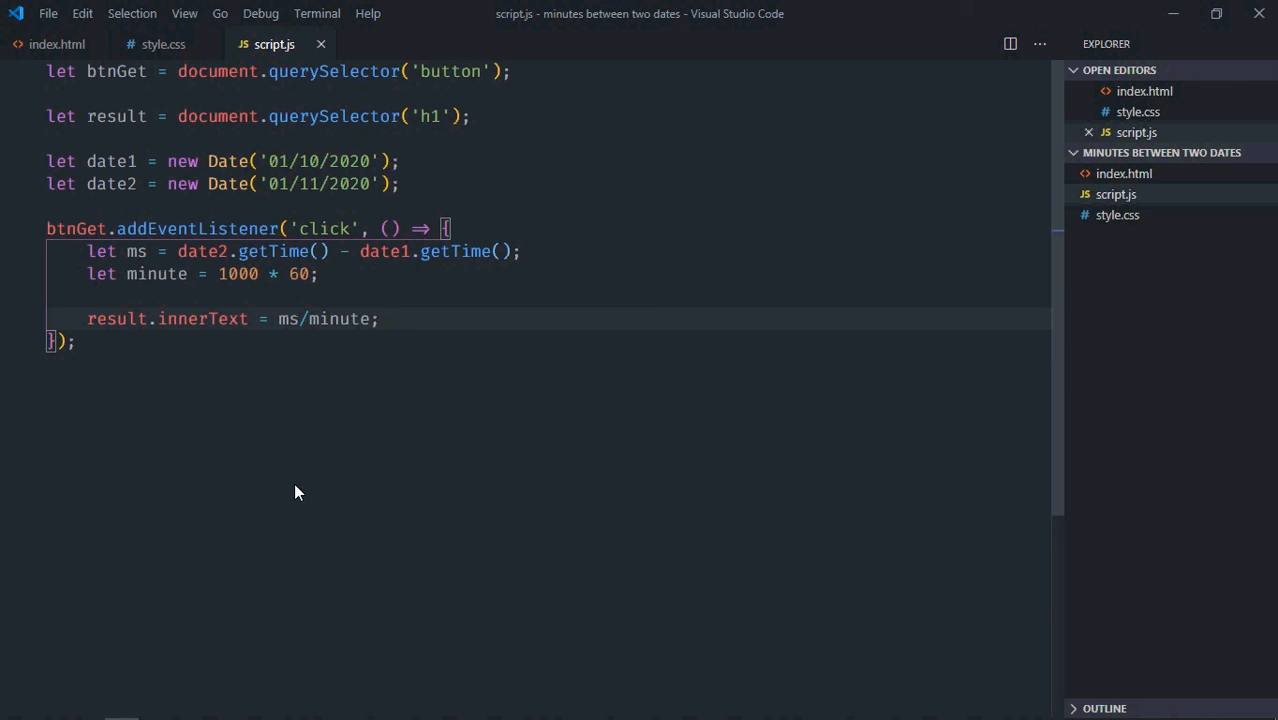 File Edit Selection View Go Debug Terminal Help
script.js - minutes between two dates - Visual Studio Code
index.html
# style.css
JS script.js
EXPLORER
let btnGet = document.querySelector('button');
let result = document.querySelector('h1');
let date1 = new Date('01/10/2020');
let date2 = new Date('01/11/2020');
btnGet.addEventListener('click', () => {
let ms = date2.getTime() - date1.getTime();
let minute = 1000 * 60;
result.innerText = ms/minute;
});
OPEN EDITORS
index.html
# style.css
JS script.js
MINUTES BETWEEN TWO DATES
index.html
JS script.js
# style.css
OUTLINE